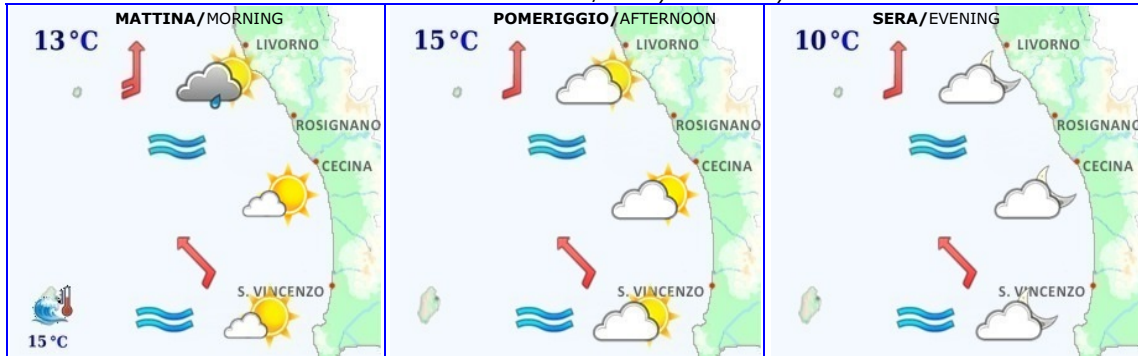 MATTINA/MORNING
13 °C
LIVORNO
ROSIGNANO
CECINA
S. VINCENZO
15 °C
POMERIGGIO/AFTERNOON
15 °C
LIVORNO
ROSIGNANO
CECINA
S. VINCENZO
SERA/EVENING
10 °C
LIVORNO
ROSIGNANO
CECINA
S. VINCENZO